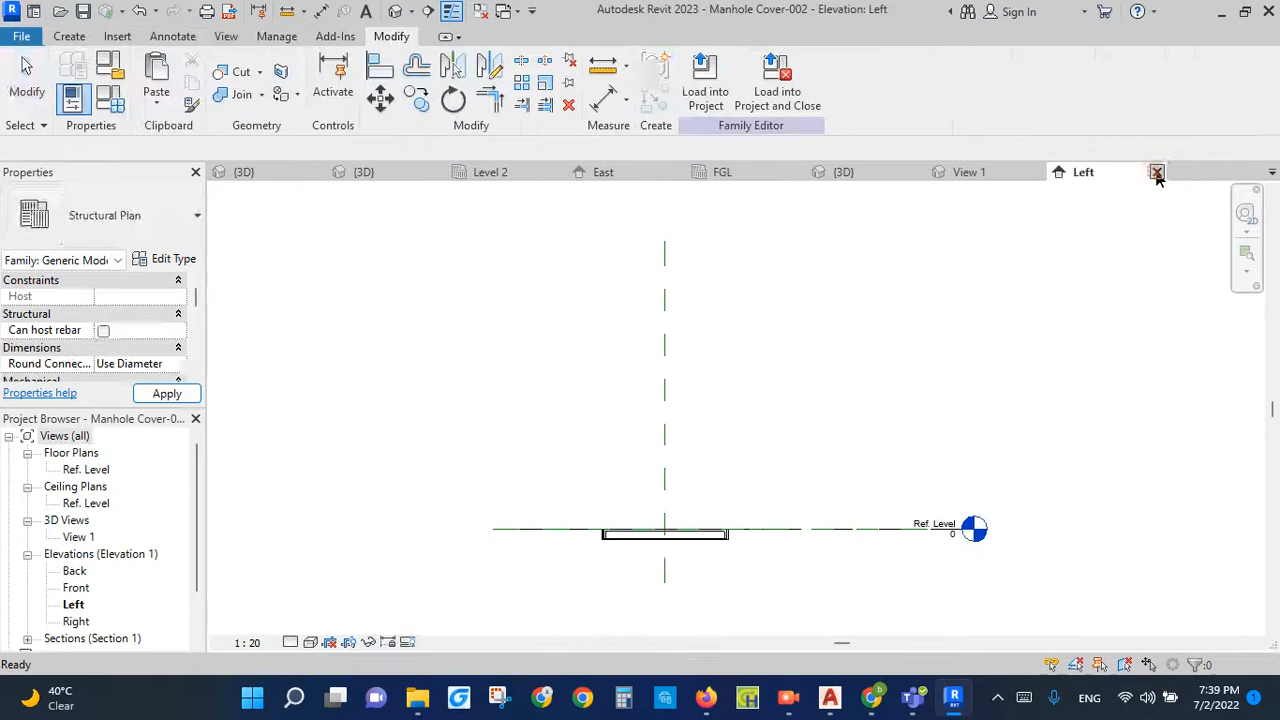 Autodesk Revit 2023 - Manhole Cover-002 - Elevation: Left
Sign In
File
Create
Insert
Annotate
View
Manage
Add-Ins
Modify
Modify
Paste
Cut
Join
Activate
Load into
Project
Load into
Project and Close
Select
Properties
Clipboard
Geometry
Controls
Modify
Measure
Create
Family Editor
Properties
{3D}
{3D}
Level 2
East
FGL
{3D}
View 1
Left
Structural Plan
Family: Generic Mod
Edit Type
Constraints
Host
Structural
Can host rebar
Dimensions
Round Connec... Use Diameter
Mechanical
Properties help
Apply
Project Browser - Manhole Cover-0...
Views (all)
Floor Plans
Ref. Level
Ceiling Plans
Ref. Level
3D Views
View 1
Elevations (Elevation 1)
Back
Front
Left
Right
Sections (Section 1)
2D
Ref. Level
0
1 : 20
Ready
:0
40°C
Clear
ENG
7:39 PM
7/2/2022